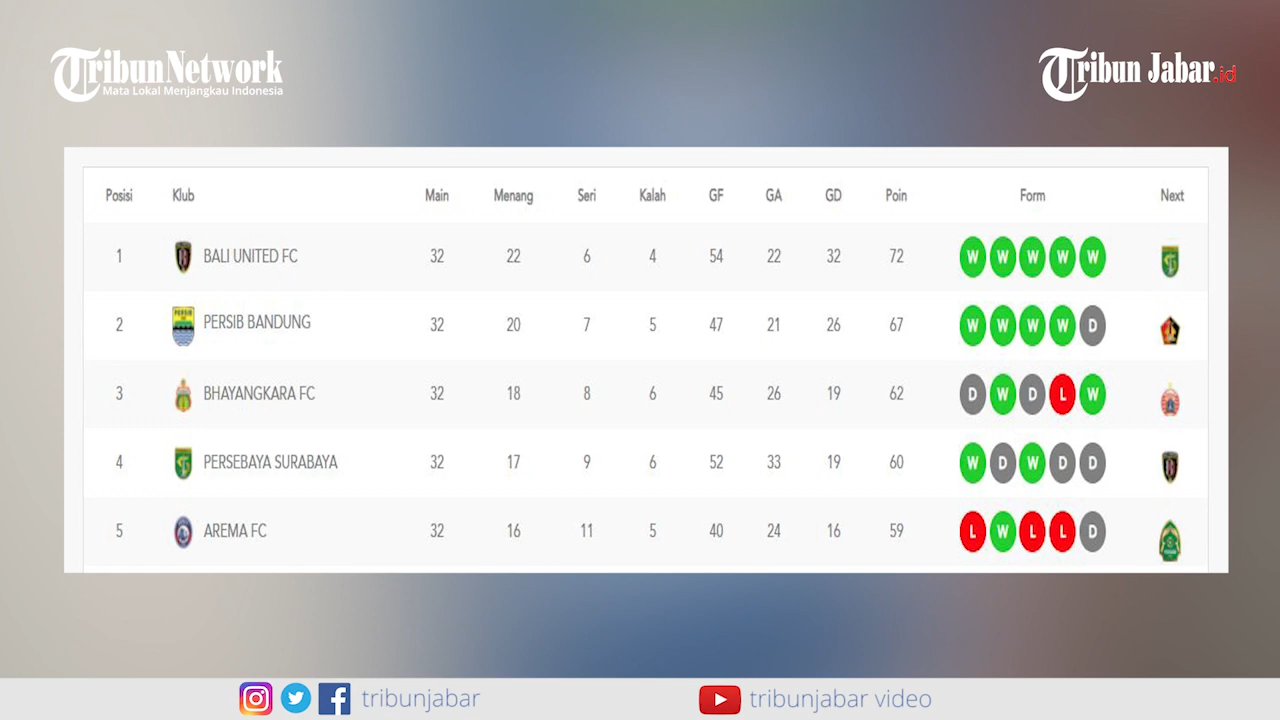 TribunNetwork
Mata Lokal Menjangkau Indonesia
Tribun Jabar.id
Posisi Klub Main Menang Seri Kalah GF GA GD Poin Form Next
1 BALI UNITED FC 32 22 6 4 54 22 32 72 W W W W W
2 PERSIB BANDUNG 32 20 7 5 47 21 26 67 W W W W D
3 BHAYANGKARA FC 32 18 8 6 45 26 19 62 D W D L W
4 PERSEBAYA SURABAYA 32 17 9 6 52 33 19 60 W D W D D
5 AREMA FC 32 16 11 5 40 24 16 59 L W L L D
tribunjabar
tribunjabar video